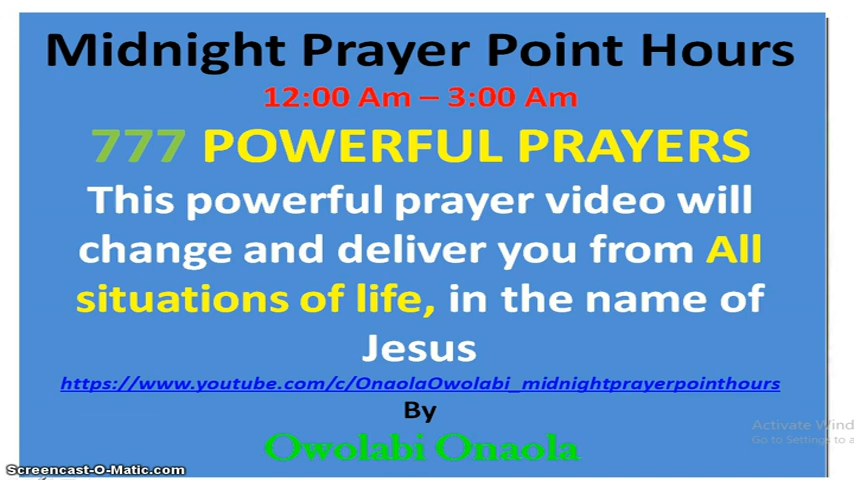 Midnight Prayer Point Hours
12:00 Am – 3:00 Am
777 POWERFUL PRAYERS
This powerful prayer video will
change and deliver you from All
situations of life, in the name of
Jesus
https://www.youtube.com/c/OnaolaOwolabi_midnightprayerpointhours
By
Owolabi Onaola
Activate Wind
Go to Settings to a
Screencast-O-Matic.com